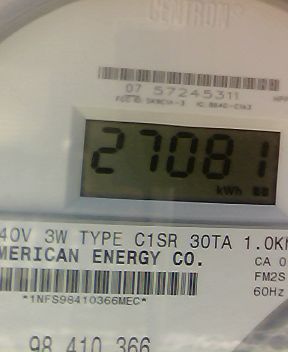 CENTRON®
07 57245311
27081
kWh
40V 3W TYPE C1SR 30TA 1.0K
MERICAN ENERGY CO.
CA 0
FM2S
60Hz
*1NFS98410366MEC*
98 410 366